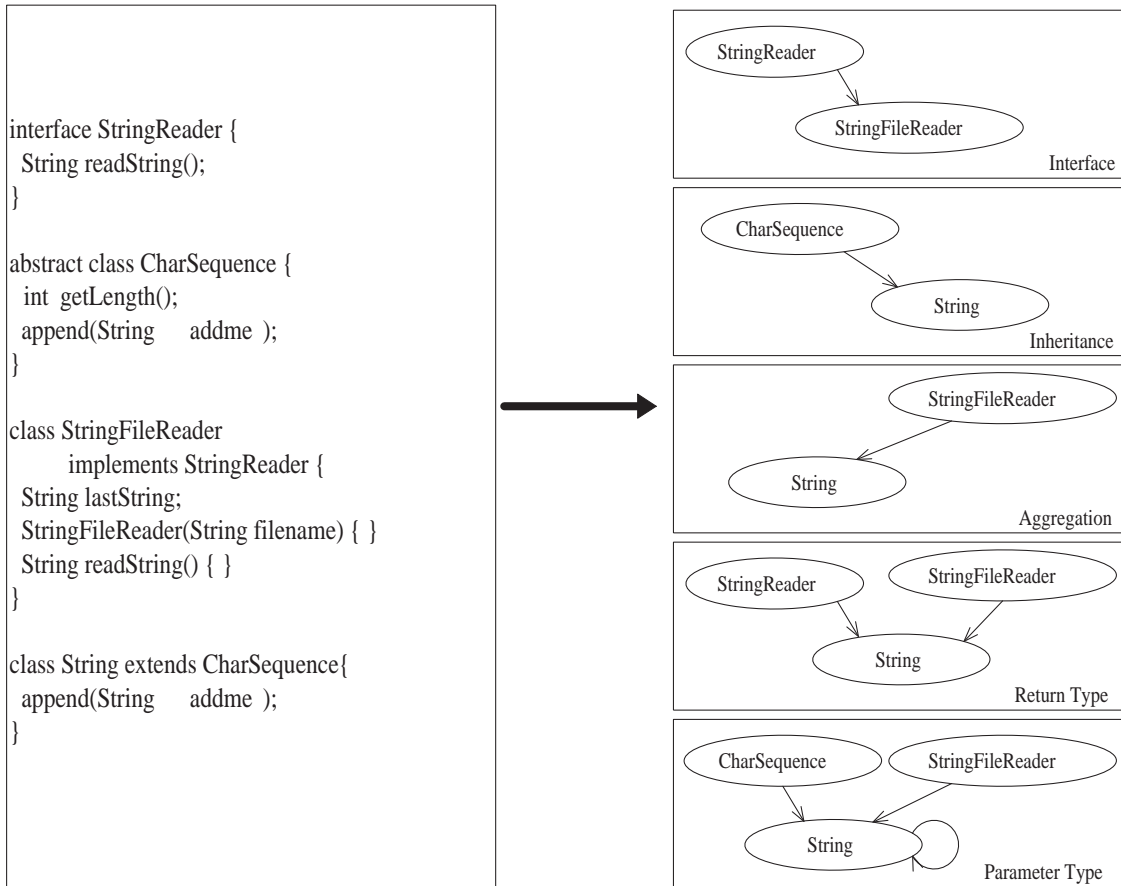 interface StringReader {
String readString();
}
abstract class CharSequence {
int getLength();
append(String addme );
}
class StringFileReader
implements StringReader {
String lastString;
StringFileReader(String filename) { }
String readString() { }
}
class String extends CharSequence{
append(String addme );
}
StringReader
StringFileReader
Interface
CharSequence
String
Inheritance
StringFileReader
String
Aggregation
StringReader
StringFileReader
String
Return Type
CharSequence
StringFileReader
String
Parameter Type